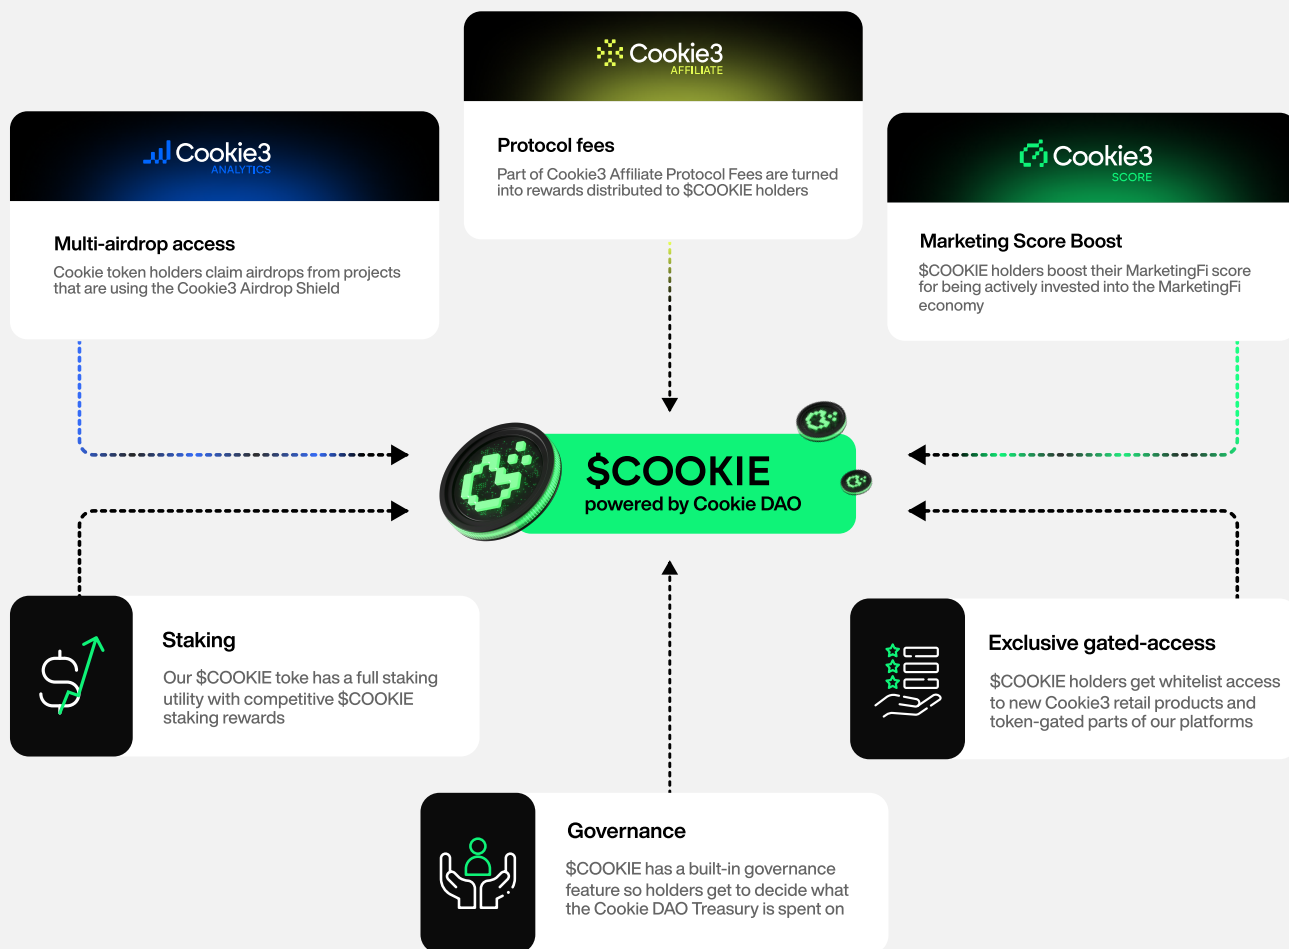 Cookie3
AFFILIATE
Protocol fees
Part of Cookie3 Affiliate Protocol Fees are turned
into rewards distributed to $COOKIE holders
Cookie3
ANALYTICS
Multi-airdrop access
Cookie token holders claim airdrops from projects
that are using the Cookie3 Airdrop Shield
Cookie3
SCORE
Marketing Score Boost
$COOKIE holders boost their MarketingFi score
for being actively invested into the MarketingFi
economy
$COOKIE
powered by Cookie DAO
Staking
Our $COOKIE toke has a full staking
utility with competitive $COOKIE
staking rewards
Exclusive gated-access
$COOKIE holders get whitelist access
to new Cookie3 retail products and
token-gated parts of our platforms
Governance
$COOKIE has a built-in governance
feature so holders get to decide what
the Cookie DAO Treasury is spent on